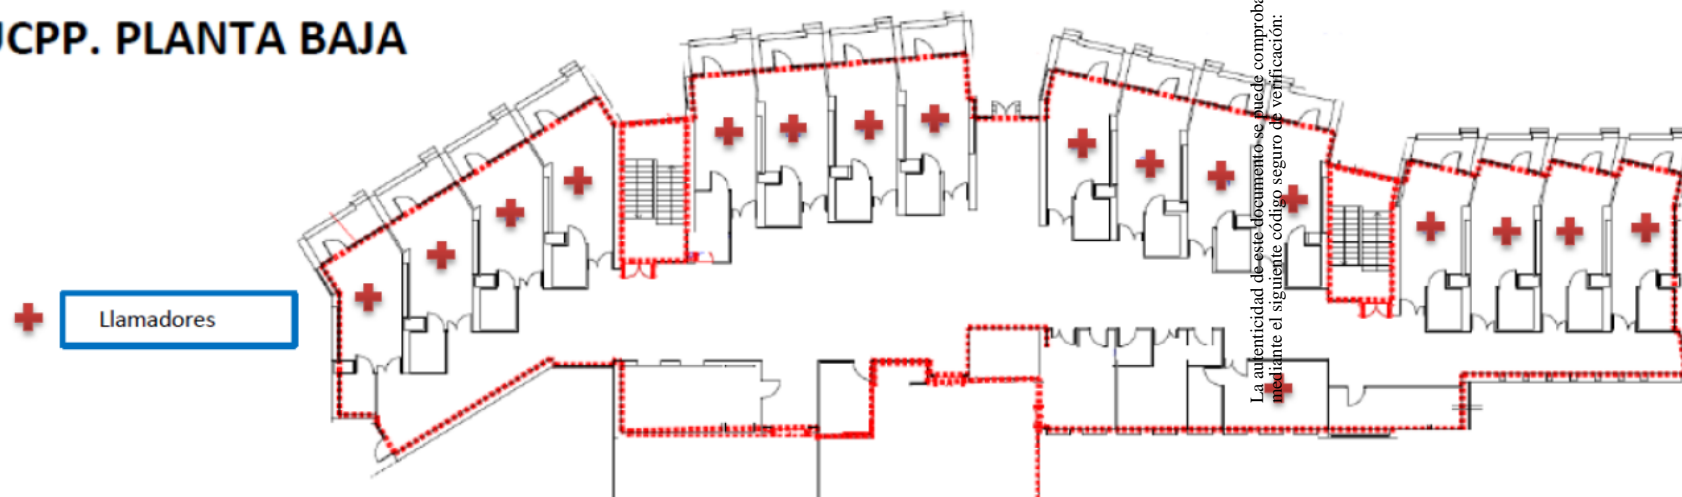 UCPP. PLANTA BAJA
Llamadores
La autenticidad de este documento se puede comproba
mediante el siguiente código seguro de verificación: